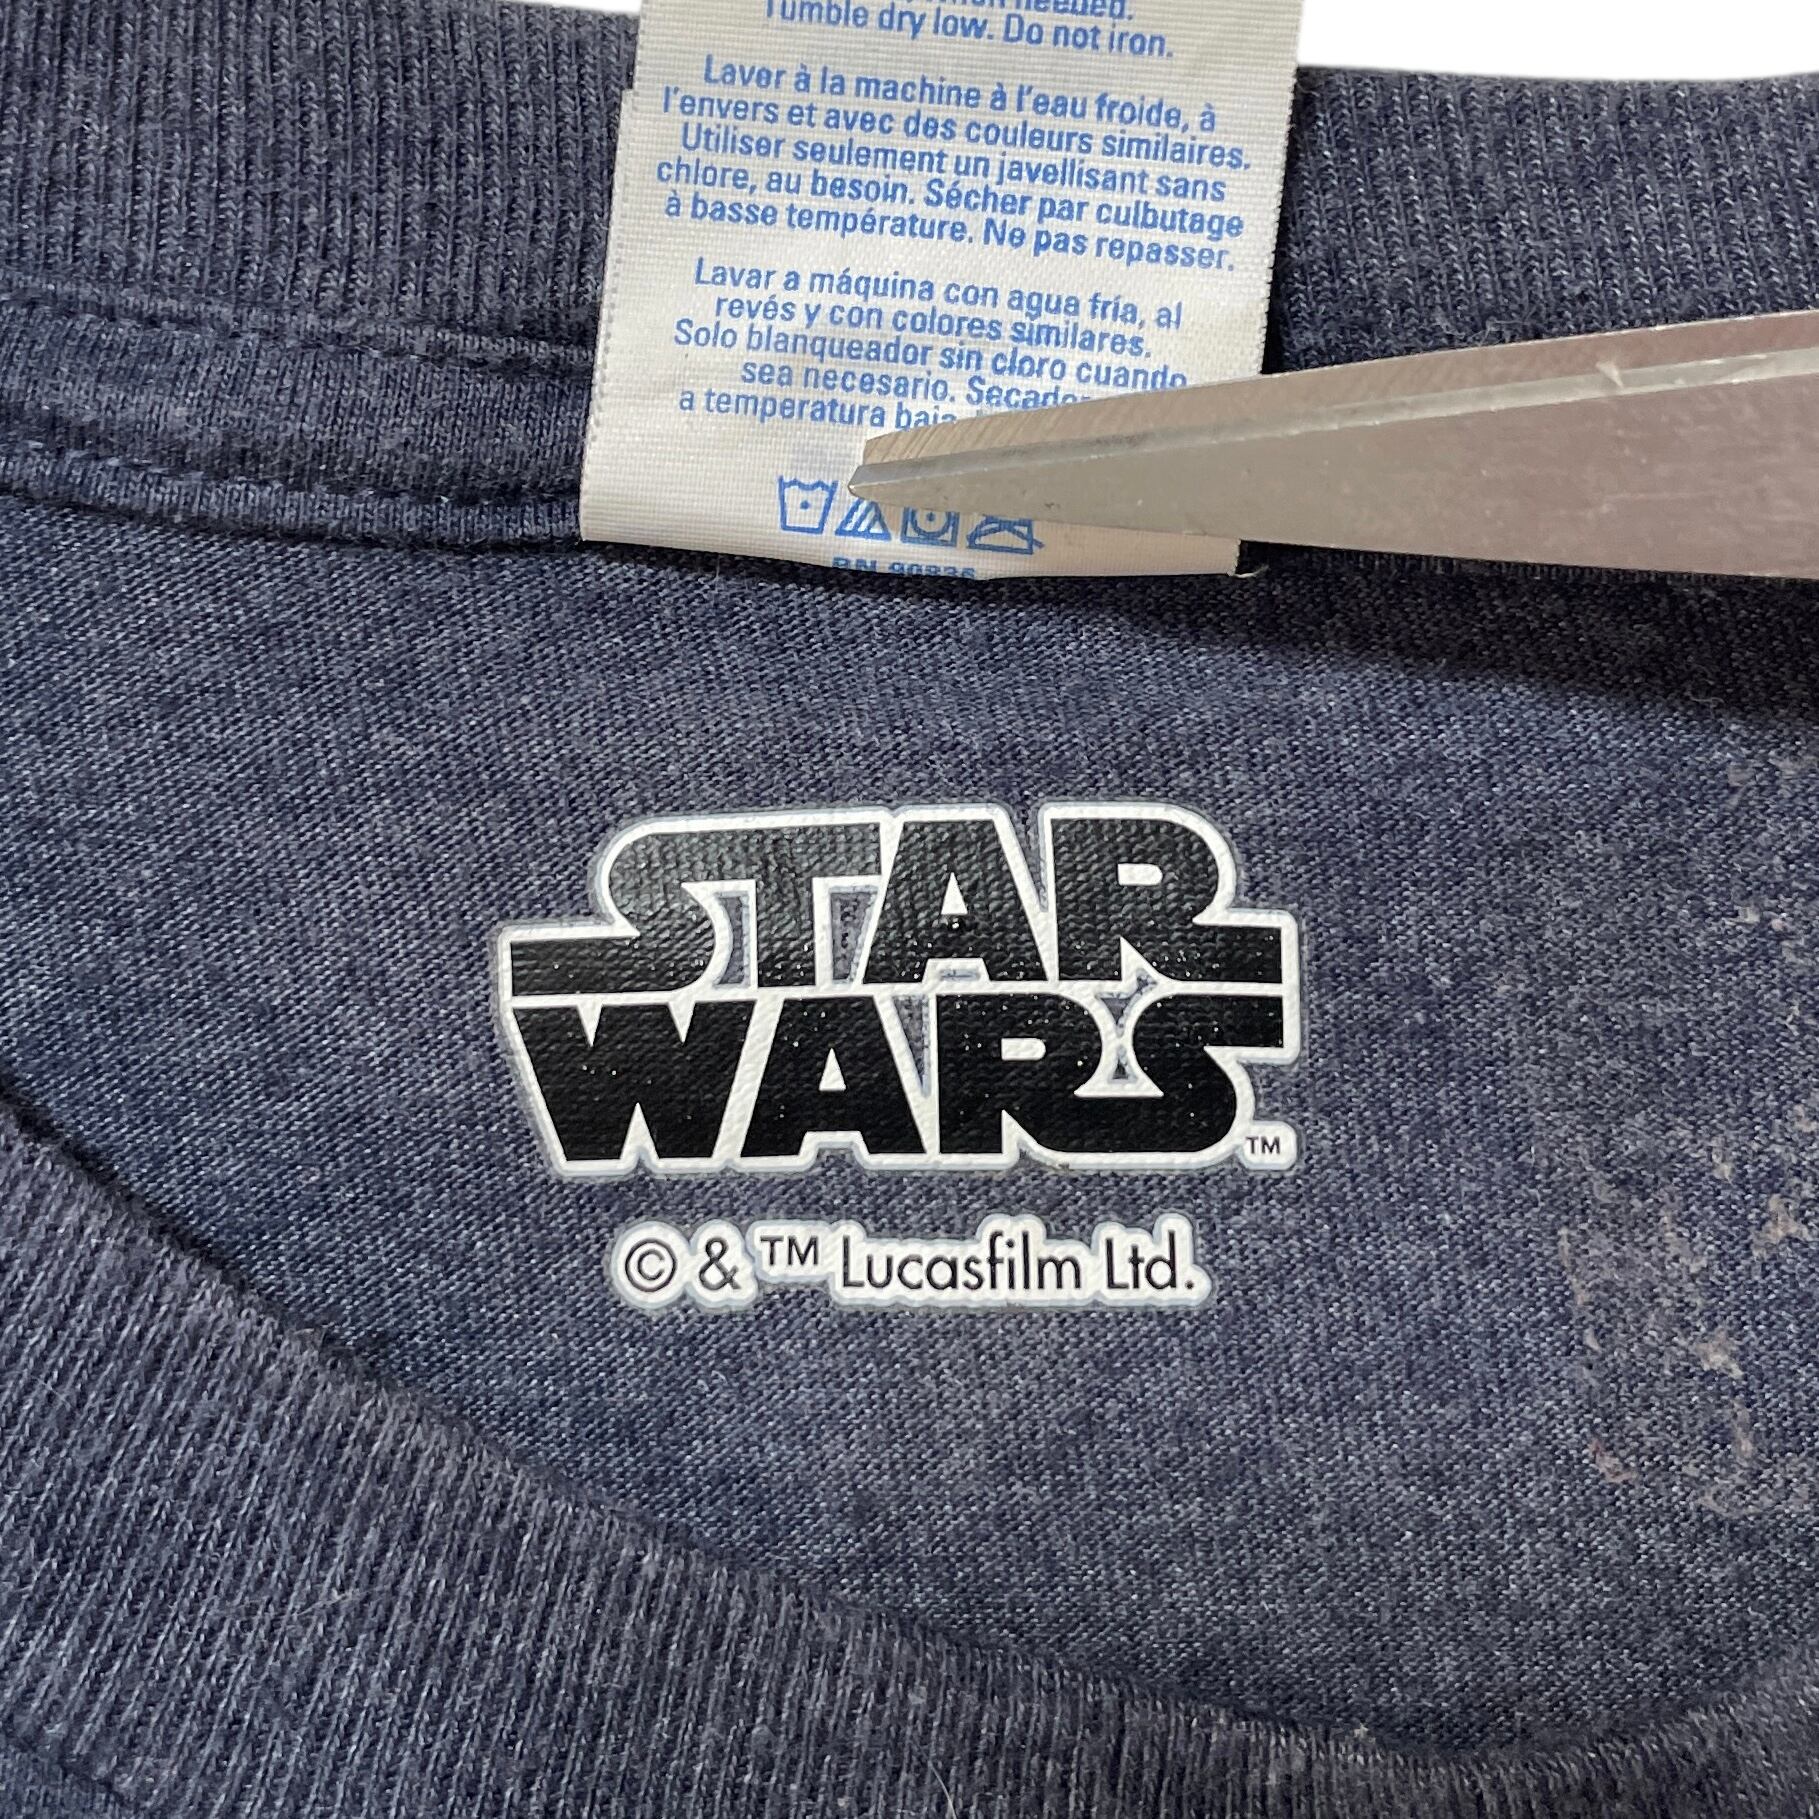 needed.
Tumble dry low. Do not iron.
Laver à la machine à l'eau froide, à
l'envers et avec des couleurs similaires.
Utiliser seulement un javellisant sans
chlore, au besoin. Sécher par culbutage
à basse température. Ne pas repasser.
Lavar a máquina con agua fría, al
revés y con colores similares.
Solo blanqueador sin cloro cuando
sea necesario.
a temperatura
STAR
WARS TM
© & TM Lucasfilm Ltd.